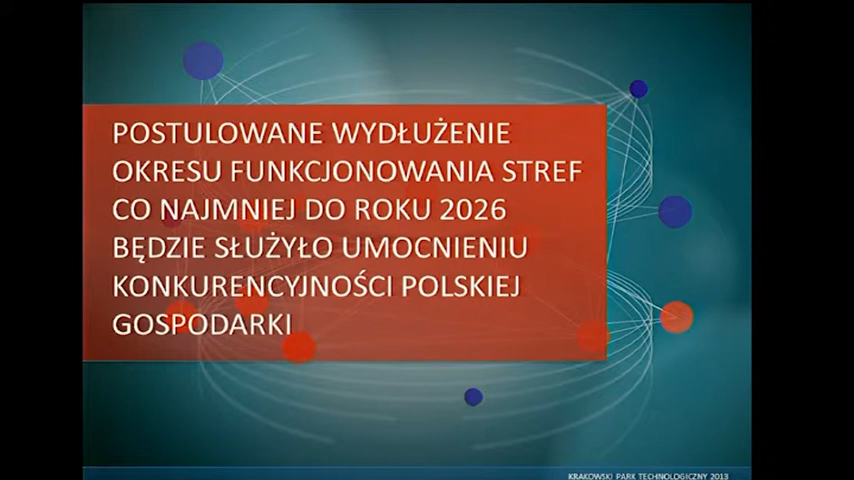 POSTULOWANE WYDŁUŻENIE
OKRESU FUNKCJONOWANIA STREF
CO NAJMNIEJ DO ROKU 2026
BĘDZIE SŁUŻYŁO UMOCNIENIU
KONKURENCYJNOŚCI POLSKIEJ
GOSPODARKI
KRAKOWSKI PARK TECHNOLOGICZNY 2013